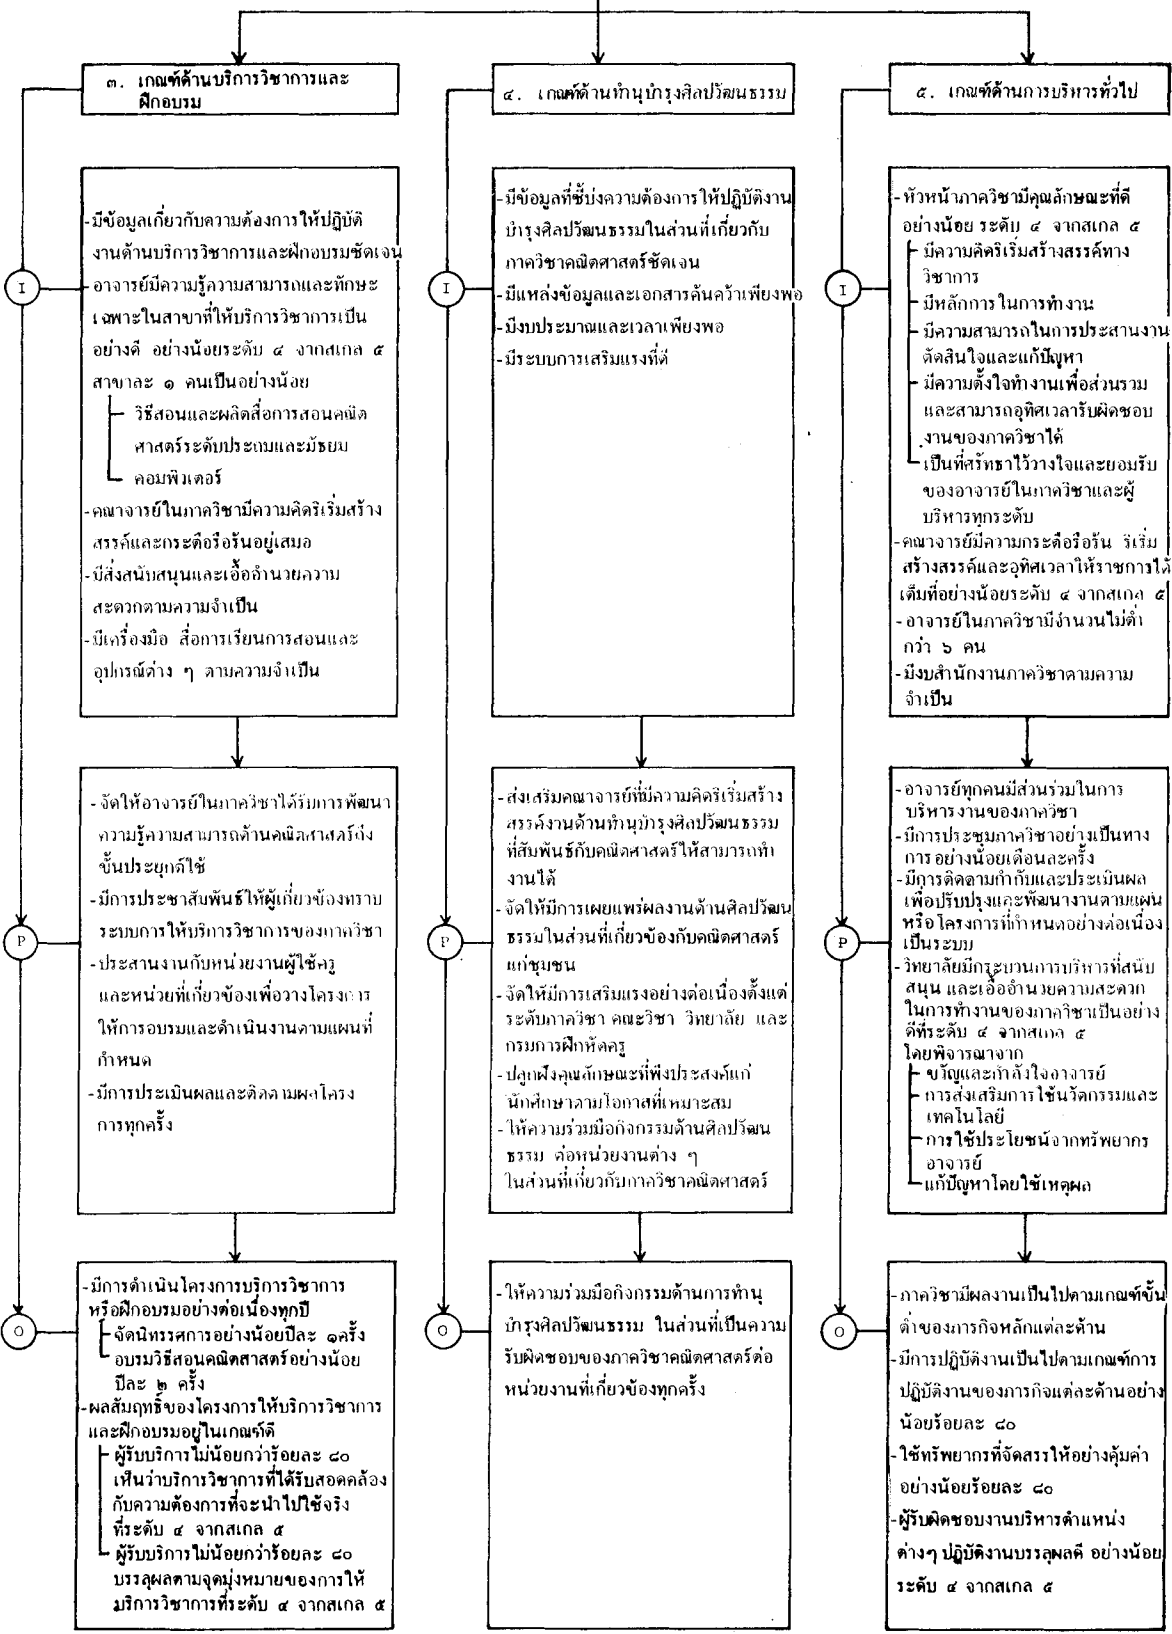 ๓. เกณฑ์ด้านบริการวิชาการและ
ฝึกอบรม
I
-มีข้อมูลเกี่ยวกับความต้องการให้ปฏิบัติ
งานด้านบริการวิชาการและฝึกอบรมชัดเจน
-อาจารย์มีความรู้ความสามารถและทักษะ
เฉพาะในสาขาที่ให้บริการวิชาการเป็น
อย่างดี อย่างน้อยระดับ ๔ จากสเกล ๕
สาขาละ ๑ คนเป็นอย่างน้อย
วิธีสอนและผลิตสื่อการสอนคณิต
ศาสตร์ระดับประถมและมัธยม
คอมพิวเตอร์
-คณาจารย์ในภาควิชามีความคิดริเริ่มสร้าง
สรรค์และกระตือรือร้นอยู่เสมอ
-มีสิ่งสนับสนุนและเอื้ออำนวยความ
สะดวกตามความจำเป็น
-มีเครื่องมือ สื่อการเรียนการสอนและ
อุปกรณ์ต่าง ๆ ตามความจำเป็น
P
-จัดให้อาจารย์ในภาควิชาได้รับการพัฒนา
ความรู้ความสามารถด้านคณิตศาสตร์ถึง
ขั้นประยุกต์ใช้
-มีการประชาสัมพันธ์ให้ผู้เกี่ยวข้องทราบ
ระบบการให้บริการวิชาการของภาควิชา
-ประสานงานกับหน่วยงานผู้ใช้ครู
และหน่วยที่เกี่ยวข้องเพื่อวางโครงการ
ให้การอบรมและดำเนินงานตามแผนที่
กำหนด
-มีการประเมินผลและติดตามผลโครง
การทุกครั้ง
O
-มีการดำเนินโครงการบริการวิชาการ
หรือฝึกอบรมอย่างต่อเนื่องทุกปี
จัดนิทรรศการอย่างน้อยปีละ ๑ครั้ง
อบรมวิธีสอนคณิตสาสตร์อย่างน้อย
ปีละ ๒ ครั้ง
-ผลสัมฤทธิ์ของโครงการให้บริการวิชาการ
และฝึกอบรมอยู่ในเกณฑ์ดี
ผู้รับบริการไม่น้อยกว่าร้อยละ ๘๐
เห็นว่าบริการวิชาการที่ได้รับสอดคล้อง
กับความต้องการที่จะนำไปใช้จริง
ที่ระดับ ๔ จากสเกล ๕
ผู้รับบริการไม่น้อยกว่าร้อยละ ๘๐
บรรลุผลตามจุดมุ่งหมายของการให้
บริการวิชาการที่ระดับ ๔ จากสเกล ๕
๔. เกณฑ์ด้านทำนุบำรุงศิลปวัฒนธรรม
I
-มีข้อมูลที่ชี้บ่งความต้องการให้ปฏิบัติงาน
บำรุงศิลปวัฒนธรรมในส่วนที่เกี่ยวกับ
ภาควิชาคณิตศาสตร์ชัดเจน
-มีแหล่งข้อมูลและเอกสารค้นคว้าเพียงพอ
-มีงบประมาณและเวลาเพียงพอ
-มีระบบการเสริมแรงที่ดี
P
-ส่งเสริมคณาจารย์ที่มีความคิดริเริ่มสร้าง
สรรค์งานด้านทำนุบำรุงศิลปวัฒนธรรม
ที่สัมพันธ์กับคณิตศาสตร์ให้สามารถทำ
งานได้
-จัดให้มีการเผยแพร่ผลงานด้านศิลปวัฒน
ธรรมในส่วนที่เกี่ยวข้องกับคณิตศาสตร์
แก่ชุมชน
-จัดให้มีการเสริมแรงอย่างต่อเนื่องตั้งแต่
ระดับภาควิชา คณะวิชา วิทยาลัย และ
กรมการฝึกหัดครู
-ปลูกฝังคุณลักษณะที่พึงประสงค์แก่
นักศึกษาตามโอกาสที่เหมาะสม
-ให้ความร่วมมือกิจกรรมด้านศิลปวัฒน
ธรรม ต่อหน่วยงานต่าง ๆ
ในส่วนที่เกี่ยวกับภาควิชาคณิตศาสตร์
O
-ให้ความร่วมมือกิจกรรมด้านการทำนุ
บำรุงศิลปวัฒนธรรม ในส่วนที่เป็นความ
รับผิดชอบของภาควิชาคณิตศาสตร์ต่อ
หน่วยงานที่เกี่ยวข้องทุกครั้ง
๕. เกณฑ์ด้านการบริหารทั่วไป
I
-หัวหน้าภาควิชามีคุณลักษณะที่ดี
อย่างน้อย ระดับ ๔ จากสเกล ๕
มีความคิดริเริ่มสร้างสรรค์ทาง
วิชาการ
มีหลักการในการทำงาน
มีความสามารถในการประสานงาน
ตัดสินใจและแก้ปัญหา
มีความตั้งใจทำงานเพื่อส่วนรวม
และสามารถอุทิศเวลารับผิดชอบ
งานของภาควิชาได้
เป็นที่ศรัทธาไว้วางใจและยอมรับ
ของอาจารย์ในภาควิชาและผู้
บริหารทุกระดับ
-คณาจารย์มีความกระตือรือร้น ริเริ่ม
สร้างสรรค์และอุทิศเวลาให้ราชการได้
เต็มที่อย่างน้อยระดับ ๔ จากสเกล ๕
-อาจารย์ในภาควิชามีจำนวนไม่ต่ำ
กว่า ๖ คน
-มีงบสำนักงานภาควิชาตามความ
จำเป็น
P
-อาจารย์ทุกคนมีส่วนร่วมในการ
บริหารงานของภาควิชา
-มีการประชุมภาควิชาอย่างเป็นทาง
การอย่างน้อยเดือนละครั้ง
-มีการติดตามกำกับและประเมินผล
เพื่อปรับปรุงและพัฒนางานตามแผน
หรือโครงการที่กำหนดอย่างต่อเนื่อง
เป็นระบบ
-วิทยาลัยมีกระบวนการบริหารที่สนับ
สนุน และเอื้ออำนวยความสะดวก
ในการทำงานของภาควิชาเป็นอย่าง
ดีที่ระดับ ๔ จากสเกล ๕
โดยพิจารณาจาก
ขวัญและกำลังใจอาจารย์
การส่งเสริมการใช้นวัตกรรมและ
เทคโนโลยี
การใช้ประโยชน์จากทรัพยากร
อาจารย์
แก้ปัญหาโดยใช้เหตุผล
O
-ภาควิชามีผลงานเป็นไปตามเกณฑ์ขั้น
ต่ำของภารกิจหลักแต่ละด้าน
-มีการปฏิบัติงานเป็นไปตามเกณฑ์การ
ปฏิบัติงานของภารกิจแต่ละด้านอย่าง
น้อยร้อยละ ๘๐
-ใช้ทรัพยากรที่จัดสรรให้อย่างคุ้มค่า
อย่างน้อยร้อยละ ๘๐
-ผู้รับผิดชอบงานบริหารตำแหน่ง
ต่างๆ ปฏิบัติงานบรรลุผลดี อย่างน้อย
ระดับ ๔ จากสเกล ๕